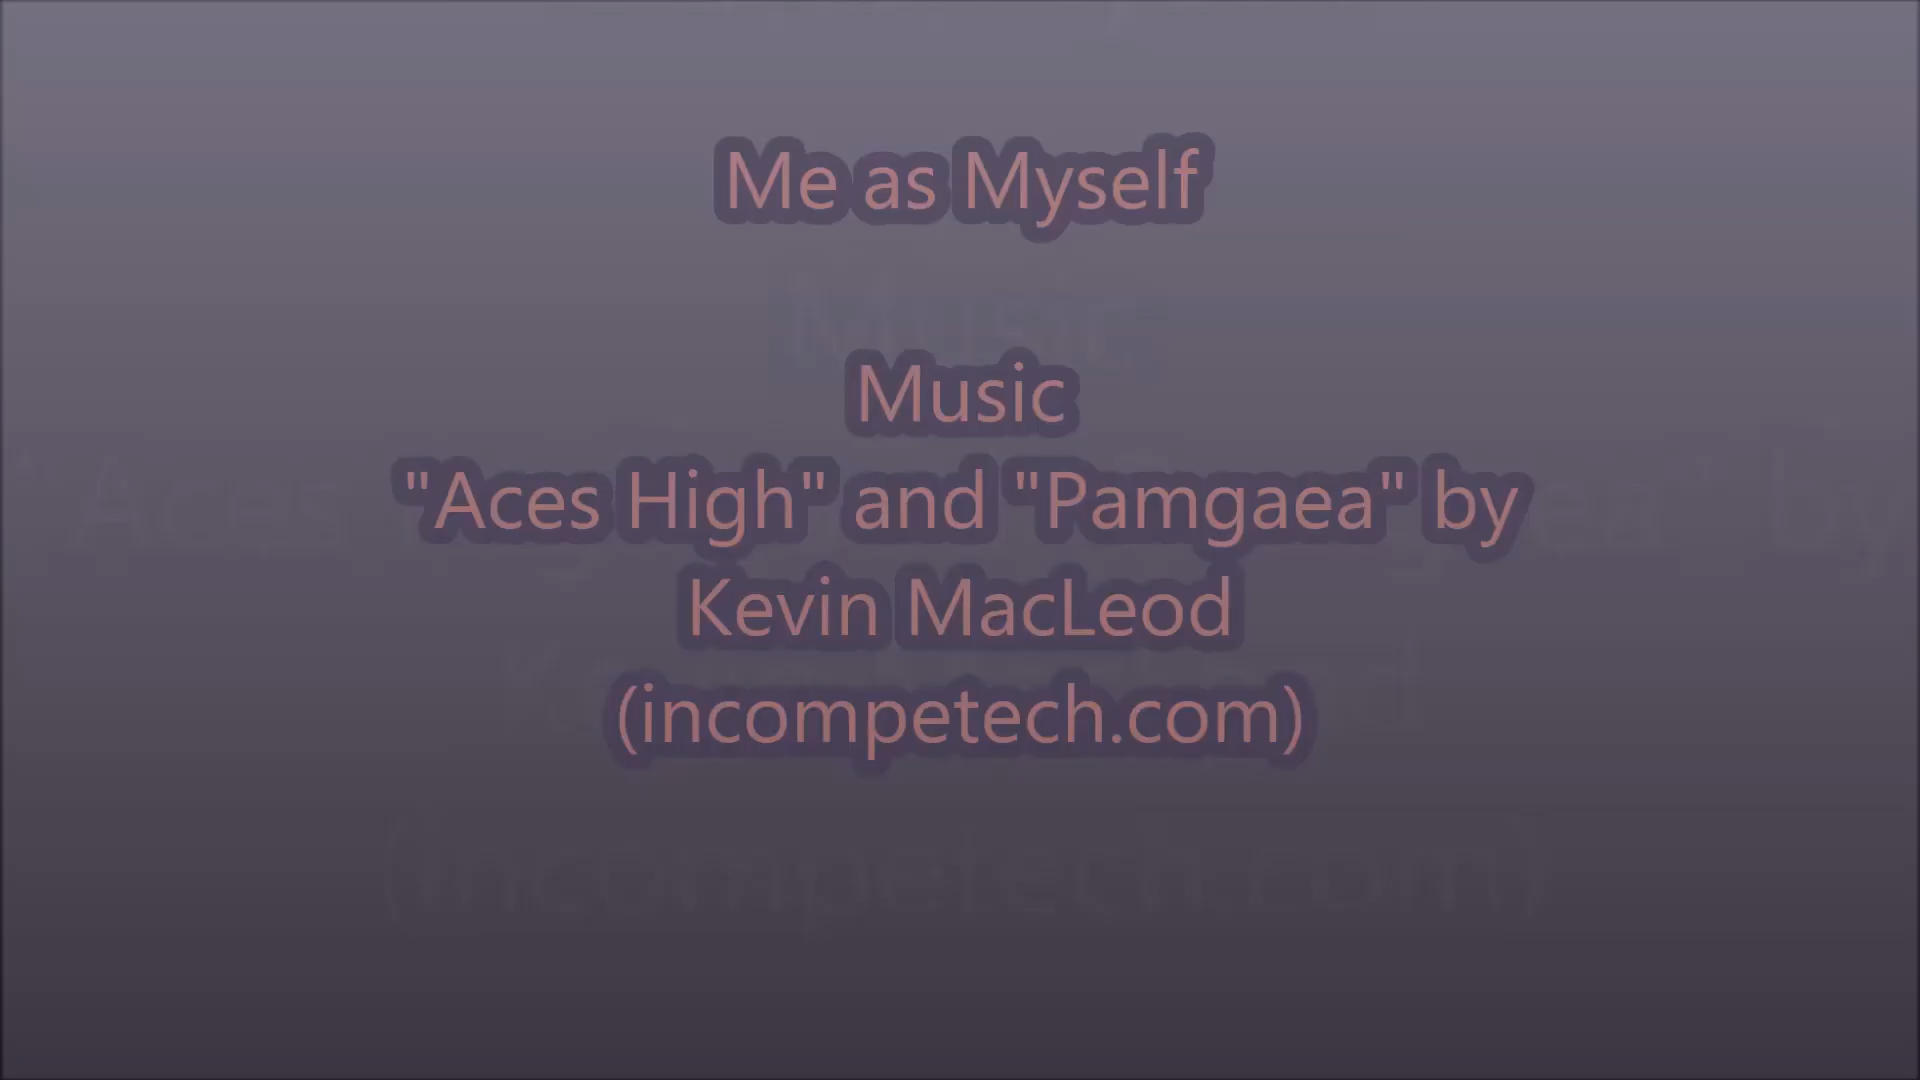 Me as Myself
Music
"Aces High" and "Pamgaea" by
Kevin MacLeod
(incompetech.com)